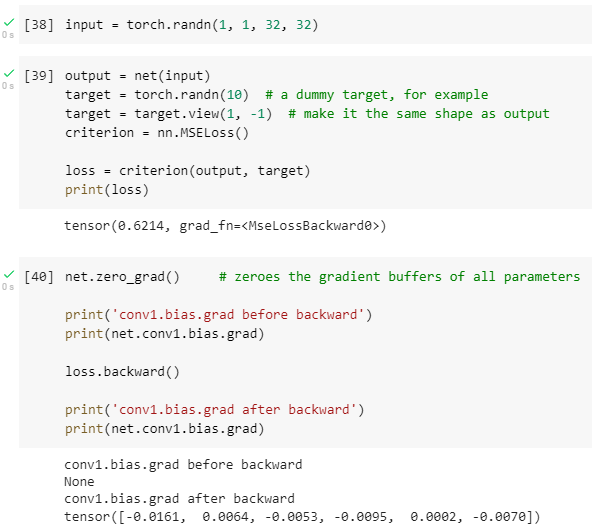 [38] input = torch.randn(1, 1, 32, 32)
0s
[39] output = net(input)
0s
target = torch.randn(10)  # a dummy target, for example
target = target.view(1, -1)  # make it the same shape as output
criterion = nn.MSELoss()
loss = criterion(output, target)
print(loss)
tensor(0.6214, grad_fn=<MseLossBackward0>)
[40] net.zero_grad()     # zeroes the gradient buffers of all parameters
0s
print('conv1.bias.grad before backward')
print(net.conv1.bias.grad)
loss.backward()
print('conv1.bias.grad after backward')
print(net.conv1.bias.grad)
conv1.bias.grad before backward
None
conv1.bias.grad after backward
tensor([-0.0161,  0.0064, -0.0053, -0.0095,  0.0002, -0.0070])